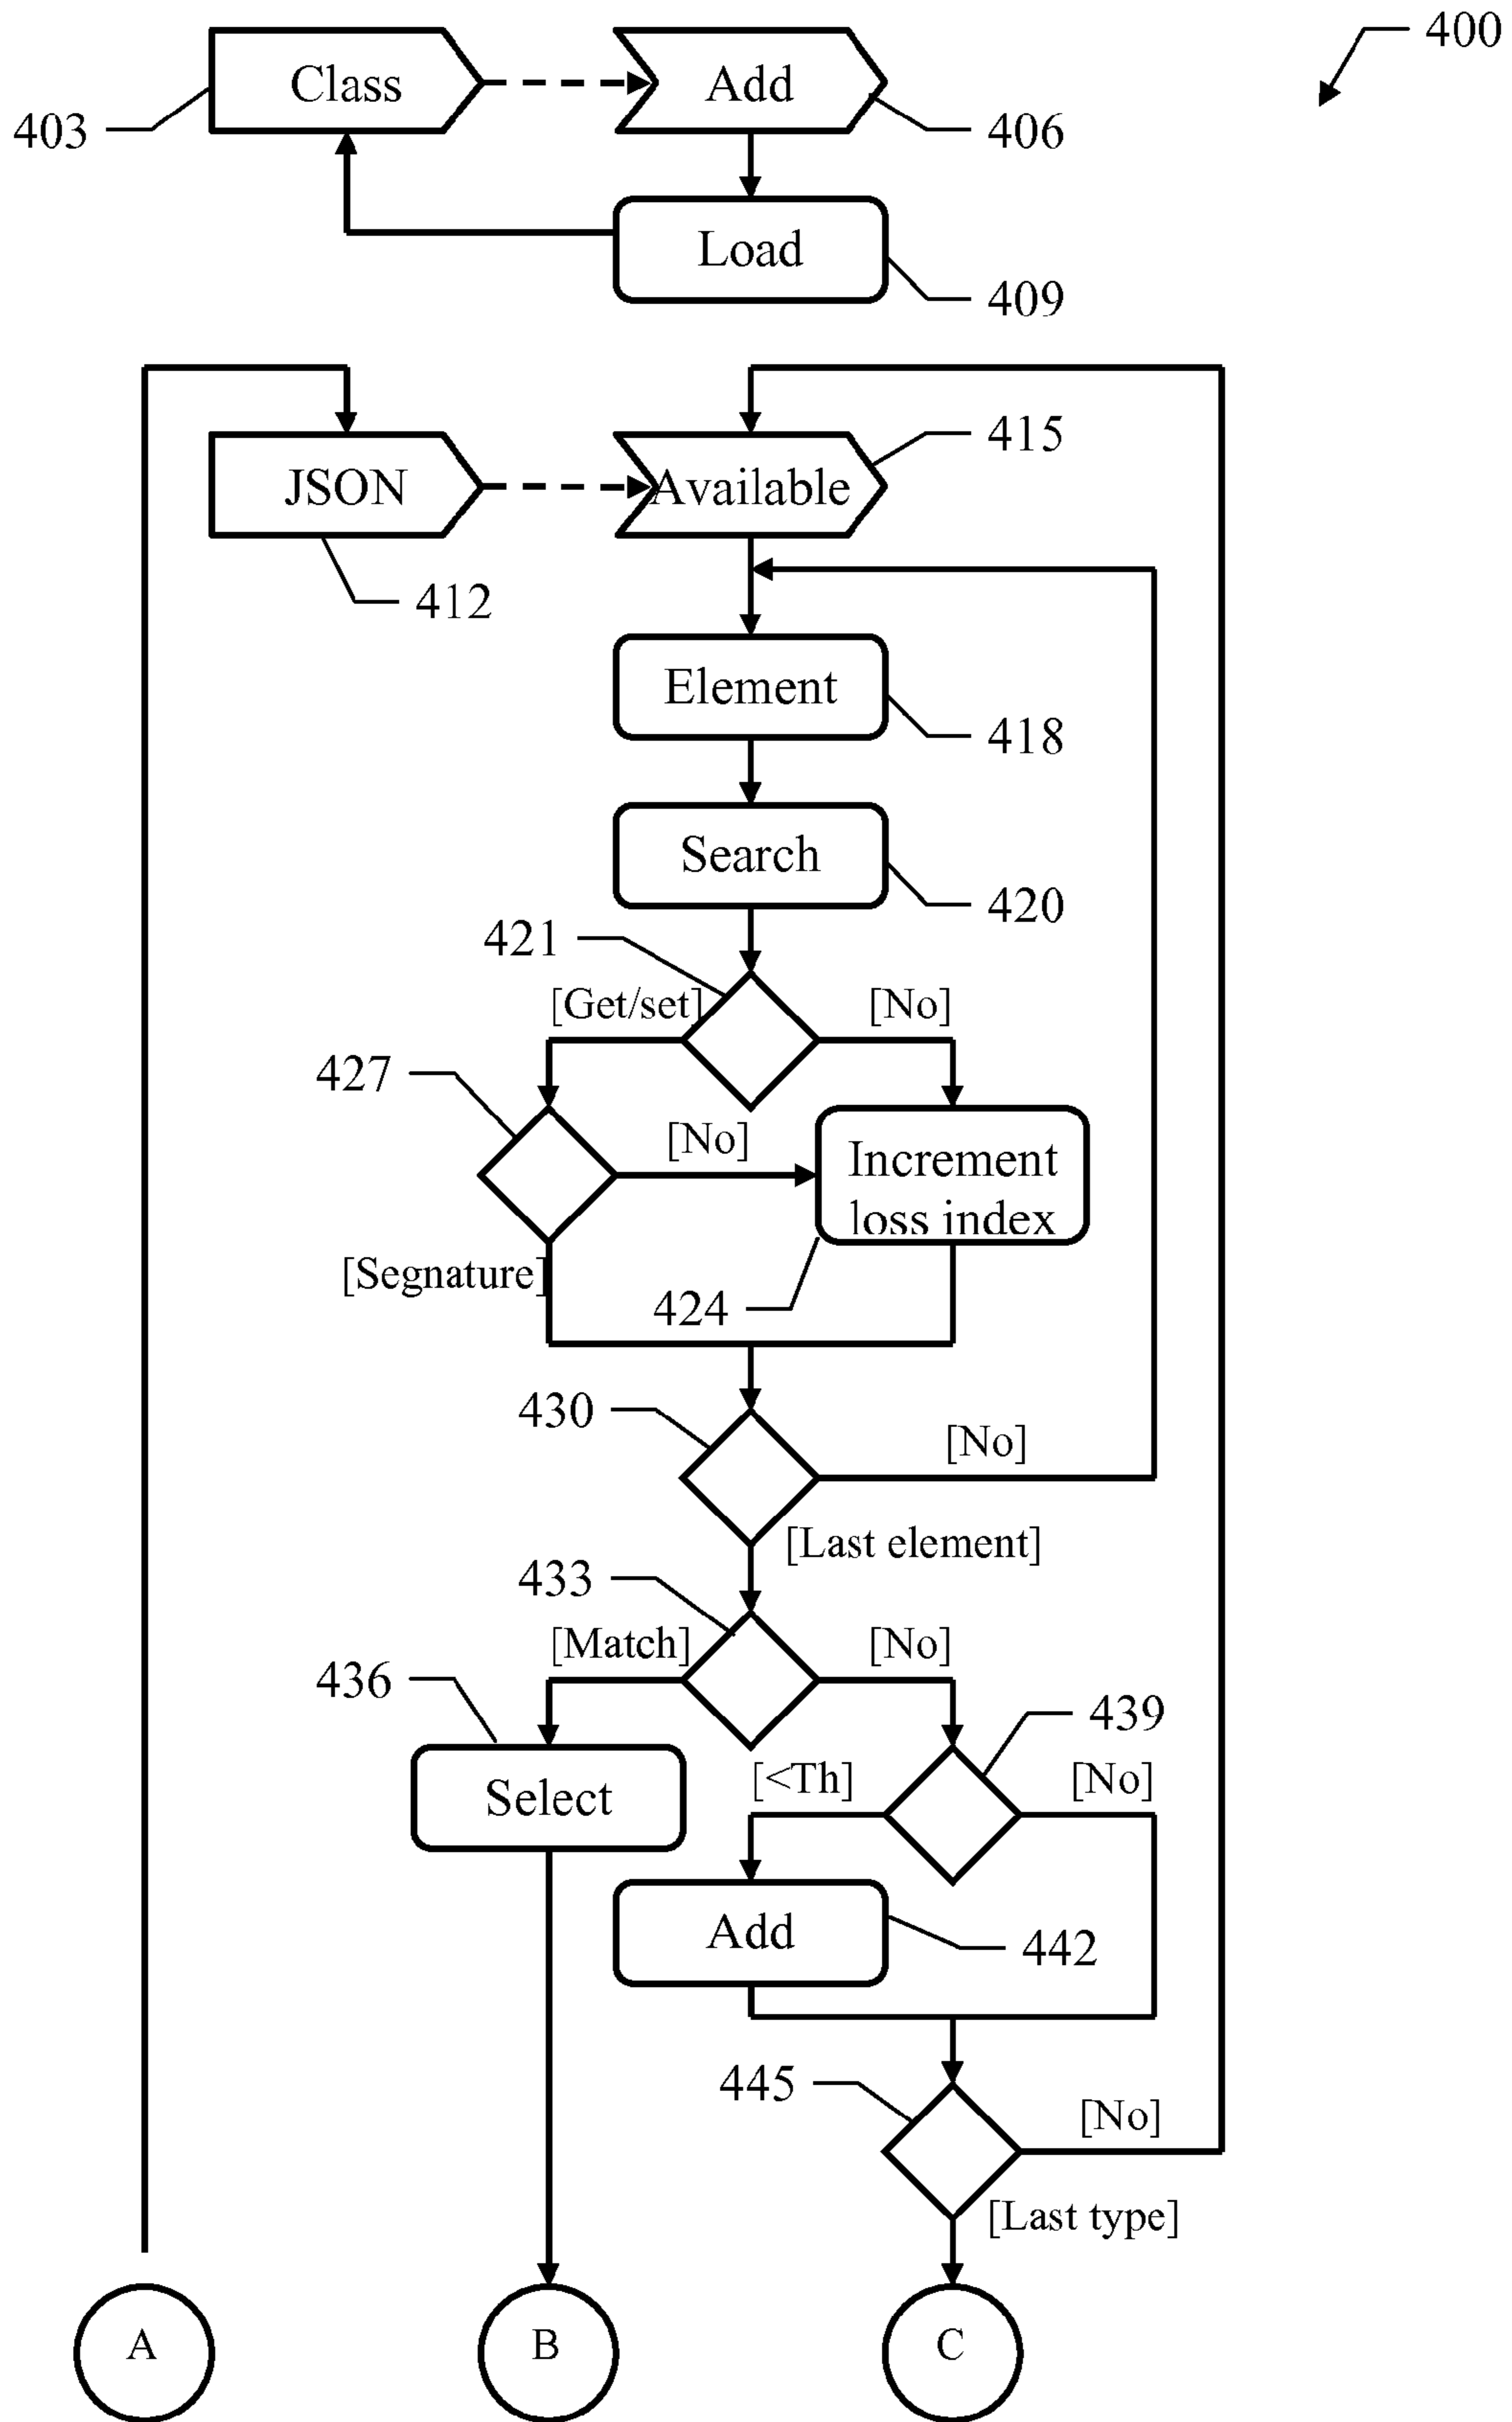 400
Class
Add
403
406
Load
409
415
JSON
Available
412
Element
418
Search
420
421
[Get/set]
[No]
427
[No]
Increment
loss index
[Segnature]
424
430
[No]
[Last element]
433
[Match]
[No]
436
439
[<Th]
[No]
Select
Add
442
445
[No]
[Last type]
A
B
C